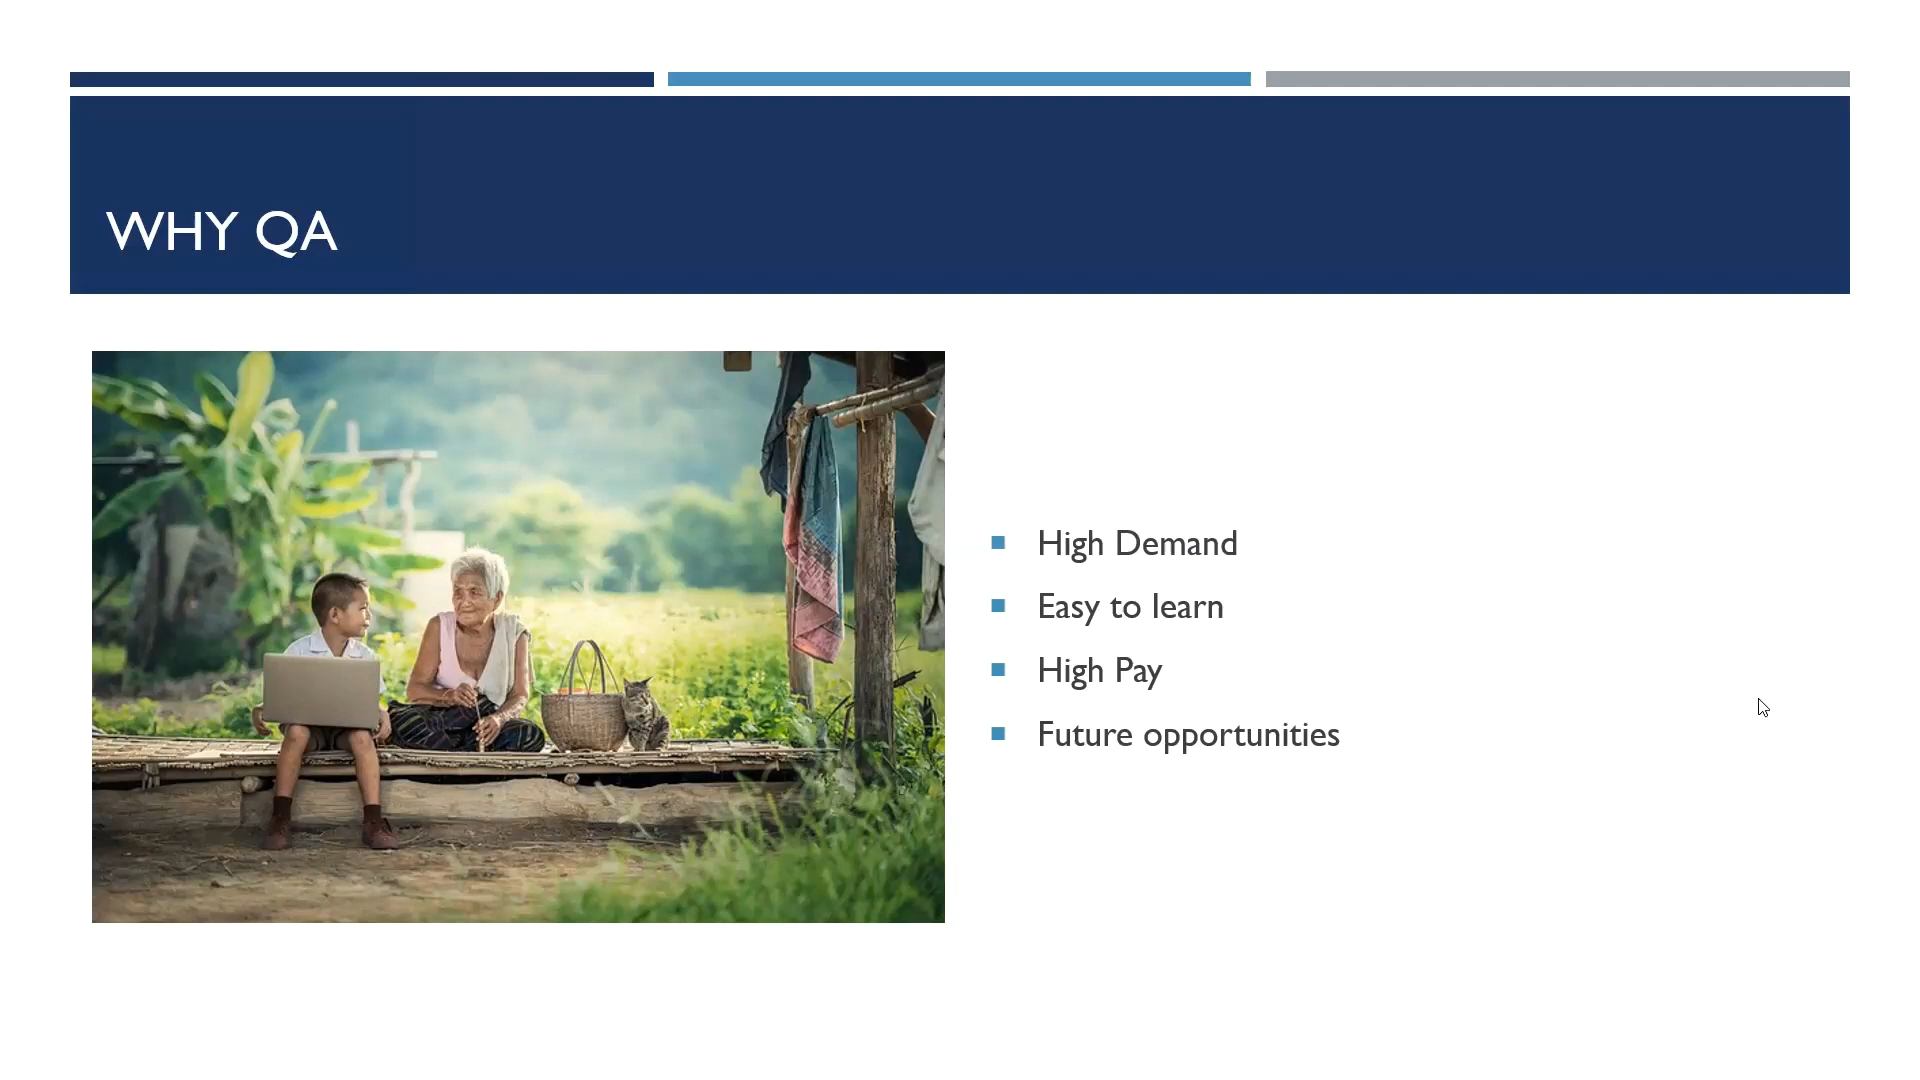 WHY QA
High Demand
Easy to learn
High Pay
Future opportunities